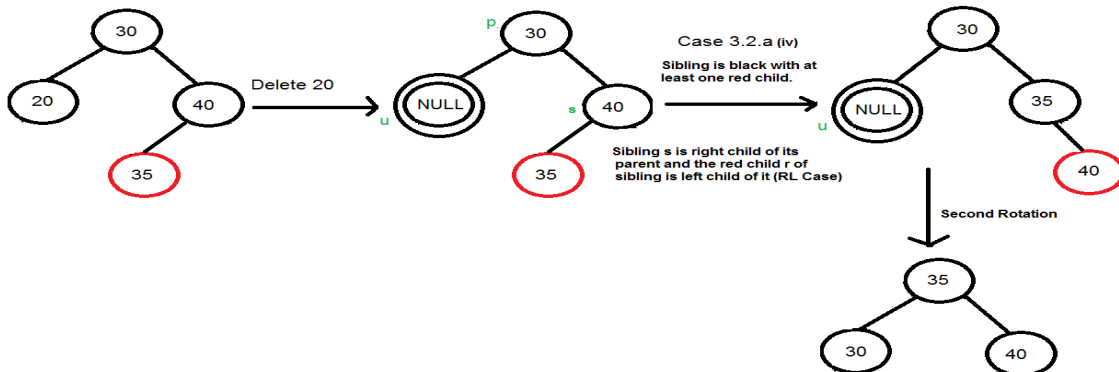 30
20
40
35
Delete 20
p
30
NULL
u
s
40
35
Case 3.2.a (iv)
Sibling is black with at
least one red child.
Sibling s is right child of its
parent and the red child r of
sibling is left child of it (RL Case)
30
NULL
u
35
40
Second Rotation
35
30
40